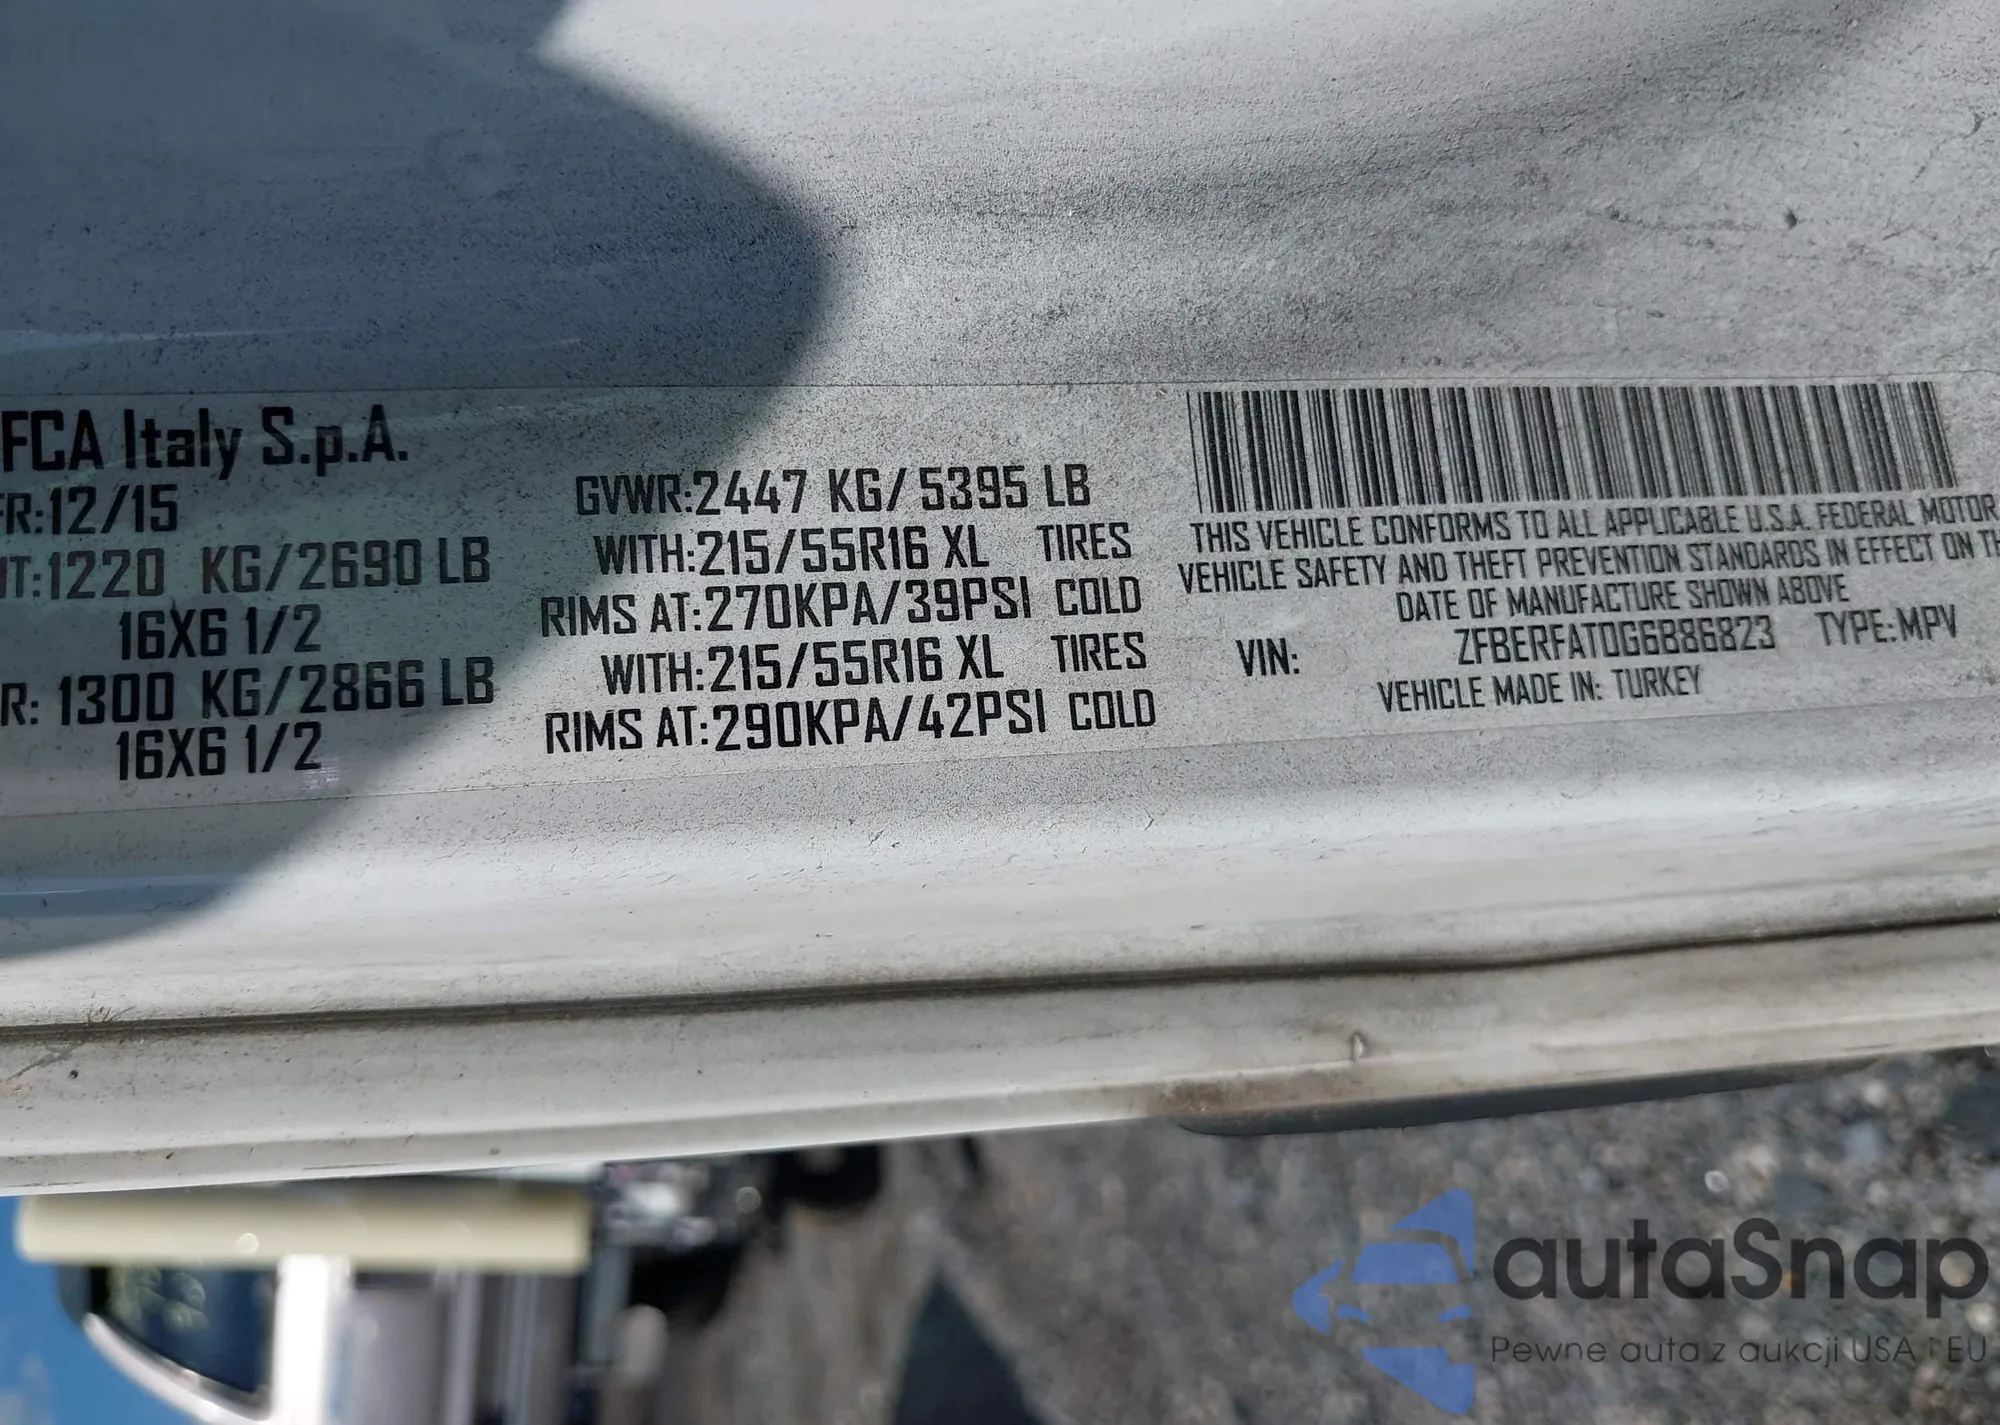 FCA Italy S.p.A.
FR:12/15
NT:1220 KG/2690 LB
16X6 1/2
R: 1300 KG/2866 LB
16X6 1/2
GVWR:2447 KG/5395 LB
WITH:215/55R16 XL TIRES
RIMS AT:270KPA/39PSI COLD
WITH:215/55R16 XL TIRES
RIMS AT:290KPA/42PSI COLD
THIS VEHICLE CONFORMS TO ALL APPLICABLE U.S.A. FEDERAL MOTOR
VEHICLE SAFETY AND THEFT PREVENTION STANDARDS IN EFFECT ON TH
DATE OF MANUFACTURE SHOWN ABOVE
VIN: ZFBERFAT0G6B86823 TYPE:MPV
VEHICLE MADE IN: TURKEY
autaSnap
Pewne auta z aukcji USA i EU